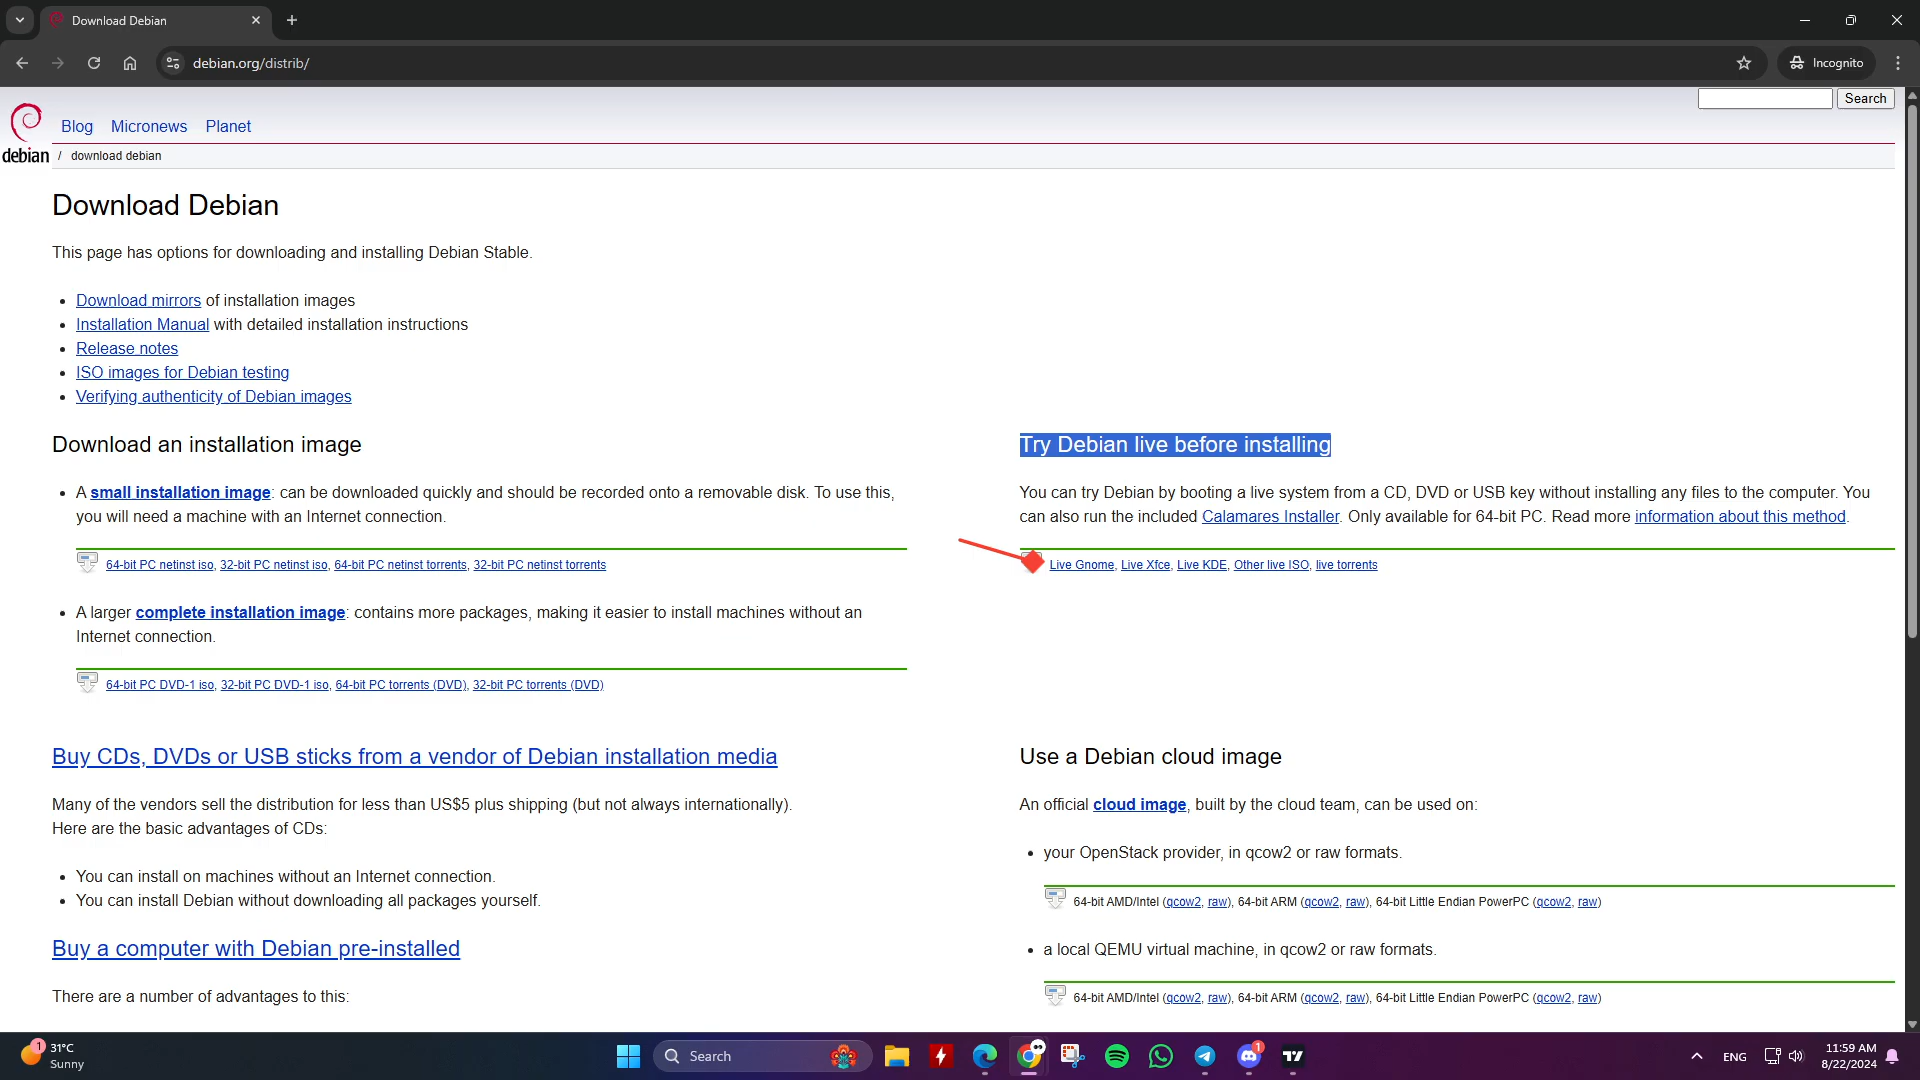 Download Debian
debian.org/distrib/
Incognito
Search
Blog Micronews Planet
debian / download debian
Download Debian
This page has options for downloading and installing Debian Stable.
Download mirrors of installation images
Installation Manual with detailed installation instructions
Release notes
ISO images for Debian testing
Verifying authenticity of Debian images
Download an installation image
A small installation image: can be downloaded quickly and should be recorded onto a removable disk. To use this,
you will need a machine with an Internet connection.
64-bit PC netinst iso, 32-bit PC netinst iso, 64-bit PC netinst torrents, 32-bit PC netinst torrents
A larger complete installation image: contains more packages, making it easier to install machines without an
Internet connection.
64-bit PC DVD-1 iso, 32-bit PC DVD-1 iso, 64-bit PC torrents (DVD), 32-bit PC torrents (DVD)
Try Debian live before installing
You can try Debian by booting a live system from a CD, DVD or USB key without installing any files to the computer. You
can also run the included Calamares Installer. Only available for 64-bit PC. Read more information about this method.
Live Gnome, Live Xfce, Live KDE, Other live ISO, live torrents
Buy CDs, DVDs or USB sticks from a vendor of Debian installation media
Many of the vendors sell the distribution for less than US$5 plus shipping (but not always internationally).
Here are the basic advantages of CDs:
You can install on machines without an Internet connection.
You can install Debian without downloading all packages yourself.
Buy a computer with Debian pre-installed
There are a number of advantages to this:
Use a Debian cloud image
An official cloud image, built by the cloud team, can be used on:
your OpenStack provider, in qcow2 or raw formats.
64-bit AMD/Intel (qcow2, raw), 64-bit ARM (qcow2, raw), 64-bit Little Endian PowerPC (qcow2, raw)
a local QEMU virtual machine, in qcow2 or raw formats.
64-bit AMD/Intel (qcow2, raw), 64-bit ARM (qcow2, raw), 64-bit Little Endian PowerPC (qcow2, raw)
1
31°C
Sunny
Search
1
ENG
11:59 AM
8/22/2024